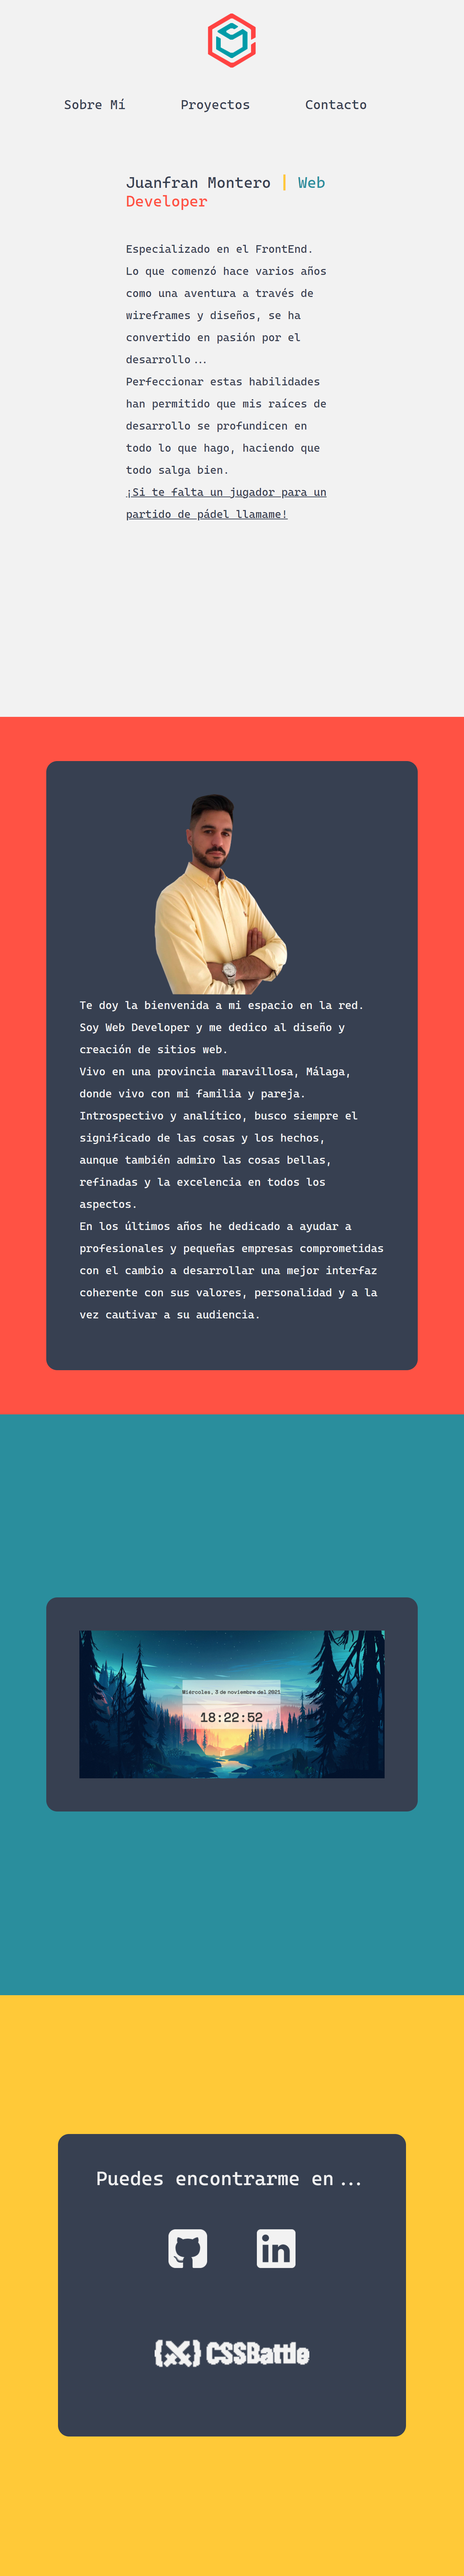 Sobre Mí Proyectos Contacto
Juanfran Montero | Web
Developer
Especializado en el FrontEnd.
Lo que comenzó hace varios años
como una aventura a través de
wireframes y diseños, se ha
convertido en pasión por el
desarrollo...
Perfeccionar estas habilidades
han permitido que mis raíces de
desarrollo se profundicen en
todo lo que hago, haciendo que
todo salga bien.
¡Si te falta un jugador para un
partido de pádel llamame!
Te doy la bienvenida a mi espacio en la red.
Soy Web Developer y me dedico al diseño y
creación de sitios web.
Vivo en una provincia maravillosa, Málaga,
donde vivo con mi familia y pareja.
Introspectivo y analítico, busco siempre el
significado de las cosas y los hechos,
aunque también admiro las cosas bellas,
refinadas y la excelencia en todos los
aspectos.
En los últimos años he dedicado a ayudar a
profesionales y pequeñas empresas comprometidas
con el cambio a desarrollar una mejor interfaz
coherente con sus valores, personalidad y a la
vez cautivar a su audiencia.
Miércoles, 3 de noviembre del 2021
18:22:52
Puedes encontrarme en...
in
{X} CSSBattle